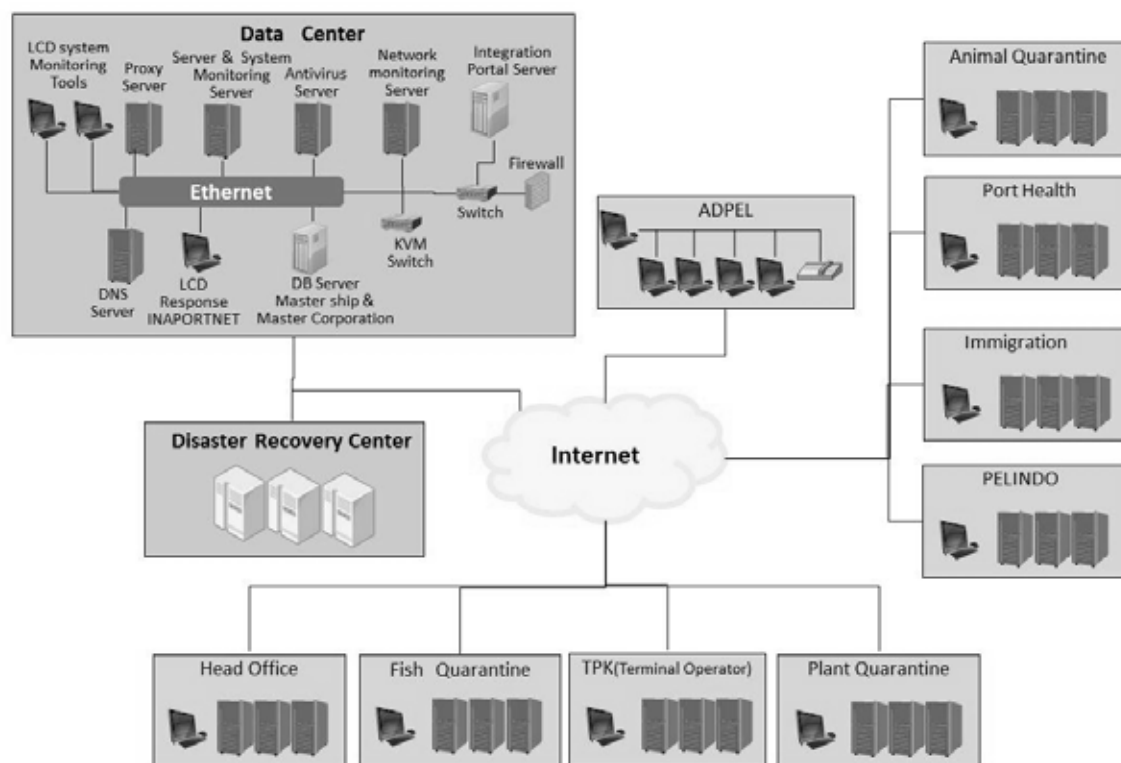 Data Center
LCD system
Monitoring
Tools
Proxy
Server
Server & System
Monitoring
Server
Antivirus
Server
Network
monitoring
Server
Integration
Portal Server
Firewall
Ethernet
Switch
KVM
Switch
DNS
Server
LCD
Response
INAPORTNET
DB Server
Master ship &
Master Corporation
ADPEL
Animal Quarantine
Port Health
Immigration
PELINDO
Disaster Recovery Center
Internet
Head Office
Fish Quarantine
TPK(Terminal Operator)
Plant Quarantine